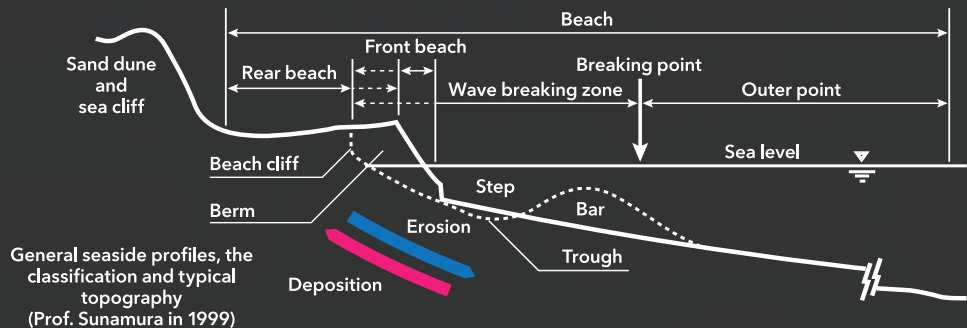 Beach
Front beach
Sand dune
and
sea cliff
Rear beach
Breaking point
Wave breaking zone
Outer point
Beach cliff
Sea level
Step
Berm
Bar
Erosion
Trough
Deposition
General seaside profiles, the
classification and typical
topography
(Prof. Sunamura in 1999)